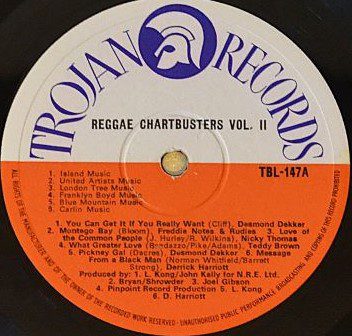 TROJAN RECORDS
REGGAE CHARTBUSTERS VOL. II
TBL-147A
1. Island Music
2. United Artists Music
3. London Tree Music
4. Franklyn Boyd Music
5. Blue Mountain Music
6. Carlin Music
1. You Can Get It If You Really Want (Cliff), Desmond Dekker
2. Montego Bay (Bloom), Freddie Notes & Rudies 3. Love of
the Common People (J. Hurley/R. Wilkins), Nicky Thomas
4. What Greater Love (Brandazzo/Pike/Adams), Teddy Brown
5. Pickney Gal (Dacres), Desmond Dekker 6. Message
From a Black Man (Norman Whitfield/Barrett
Strong), Derrick Harriott
Produced by: 1. L. Kong/John Kelly for N.R.E. Ltd.
2. Bryan/Shrowder 3. Joel Gibson
4. Pinpoint Record Production 5. L. Kong
6. D. Harriott
ALL RIGHTS OF THE MANUFACTURER AND OF THE OWNER OF THE RECORDED WORK RESERVED - UNAUTHORISED PUBLIC PERFORMANCE, BROADCASTING AND COPYING OF THIS RECORD PROHIBITED